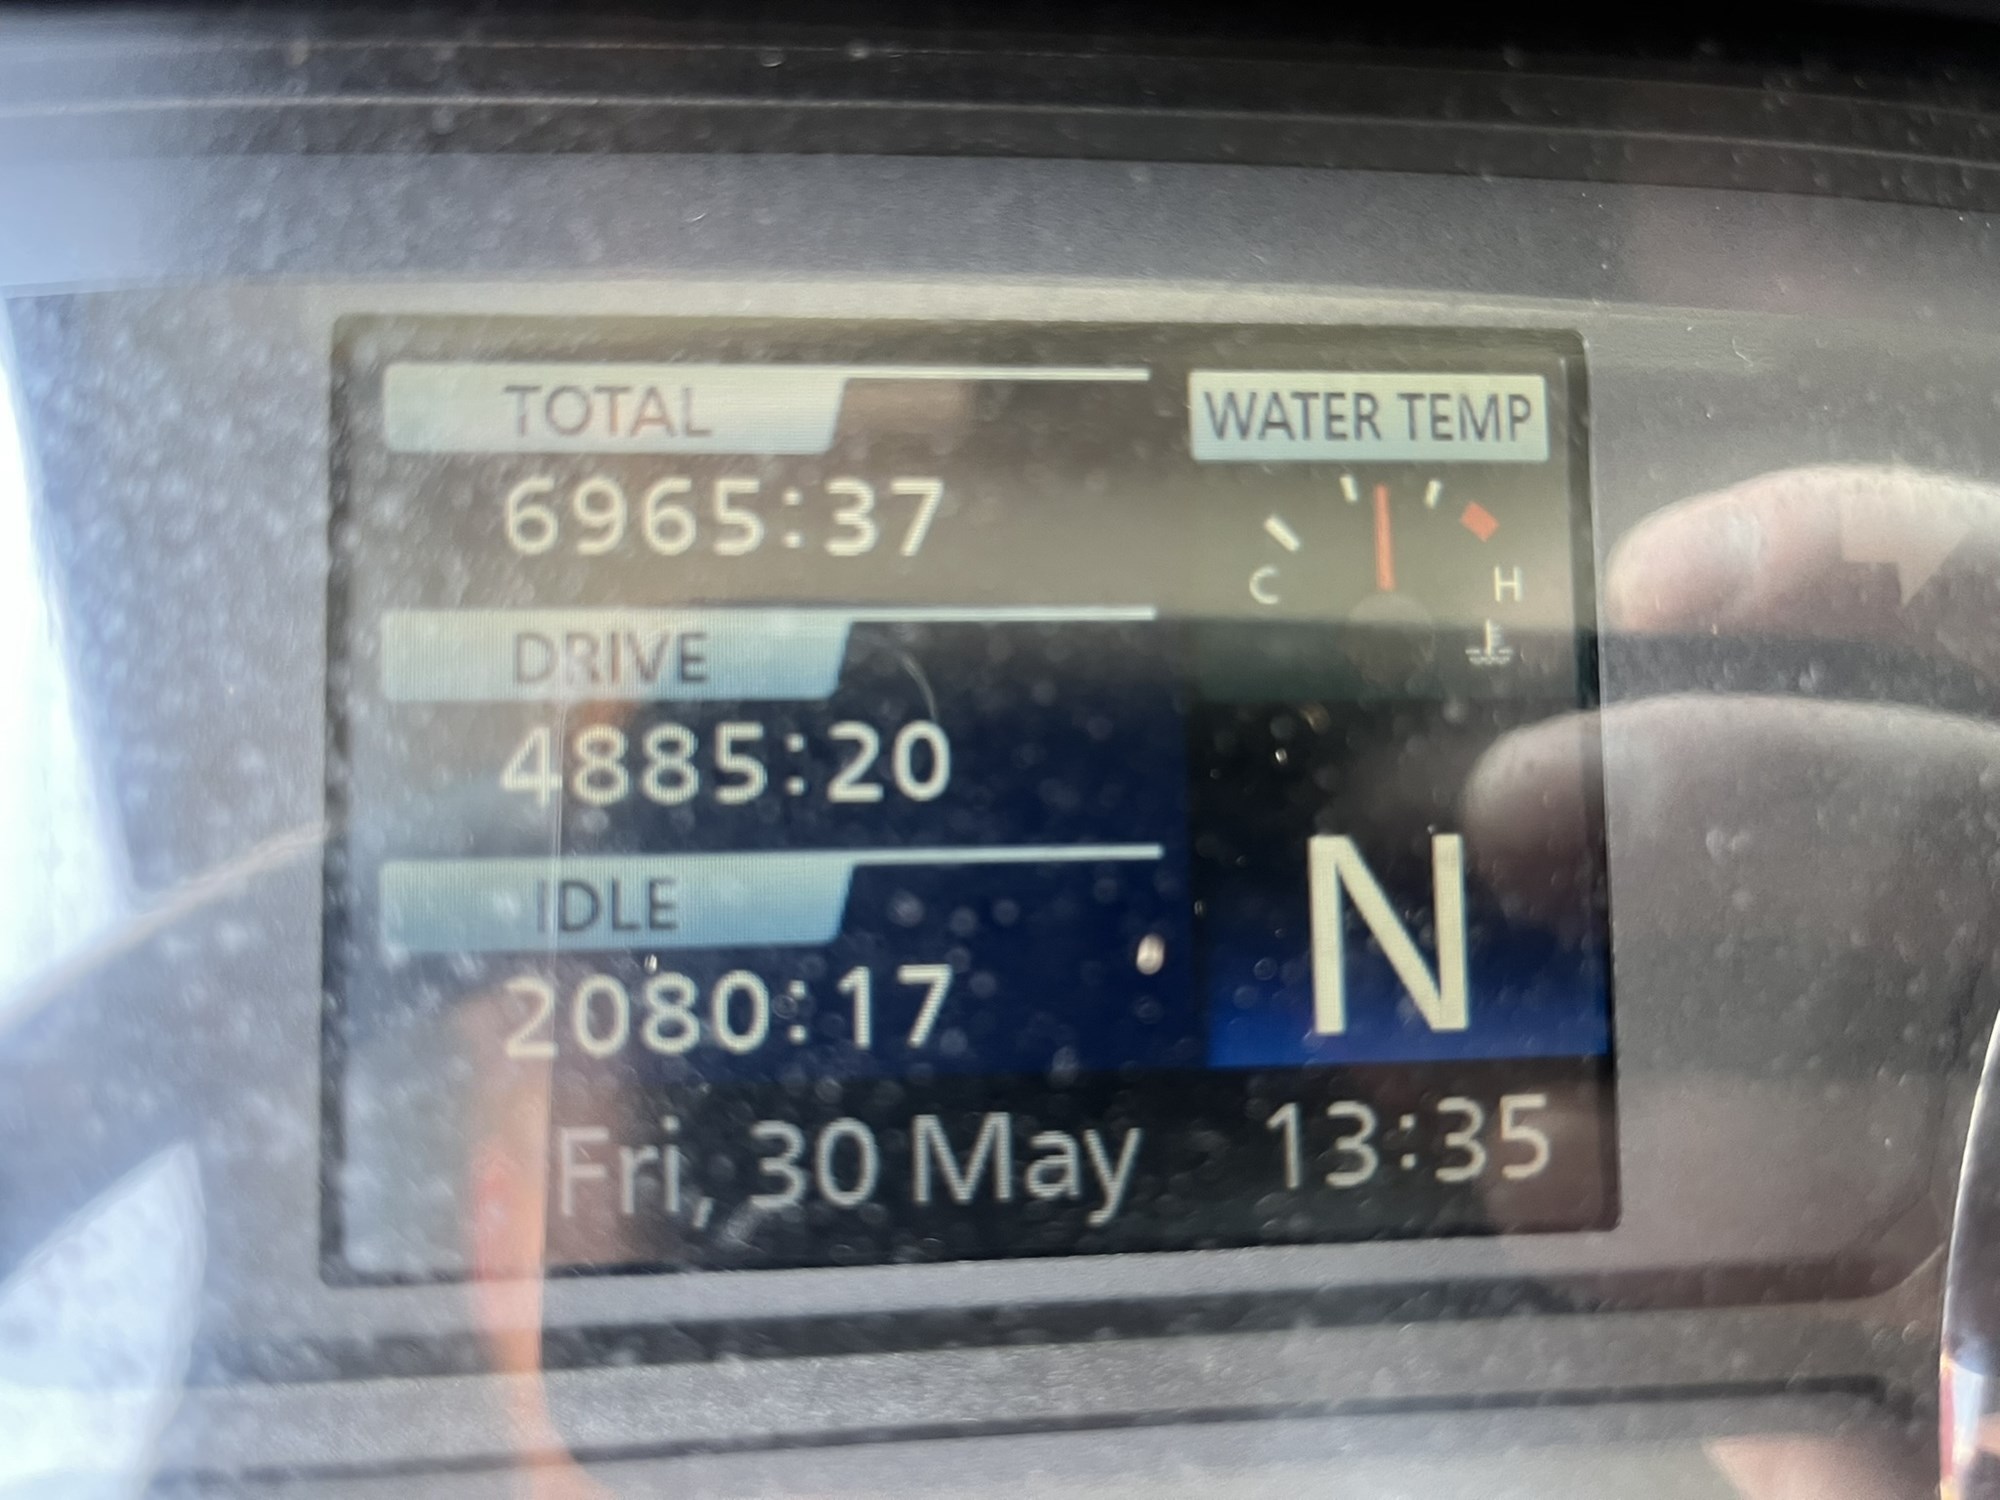 TOTAL
6965:37
WATER TEMP
C H
DRIVE
4885:20
IDLE
2080:17
N
Fri, 30 May 13:35